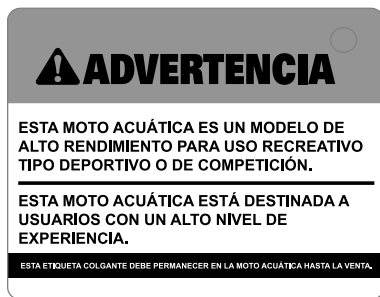 ADVERTENCIA
ESTA MOTO ACUÁTICA ES UN MODELO DE
ALTO RENDIMIENTO PARA USO RECREATIVO
TIPO DEPORTIVO O DE COMPETICIÓN.
ESTA MOTO ACUÁTICA ESTÁ DESTINADA A
USUARIOS CON UN ALTO NIVEL DE
EXPERIENCIA.
ESTA ETIQUETA COLGANTE DEBE PERMANECER EN LA MOTO ACUÁTICA HASTA LA VENTA.